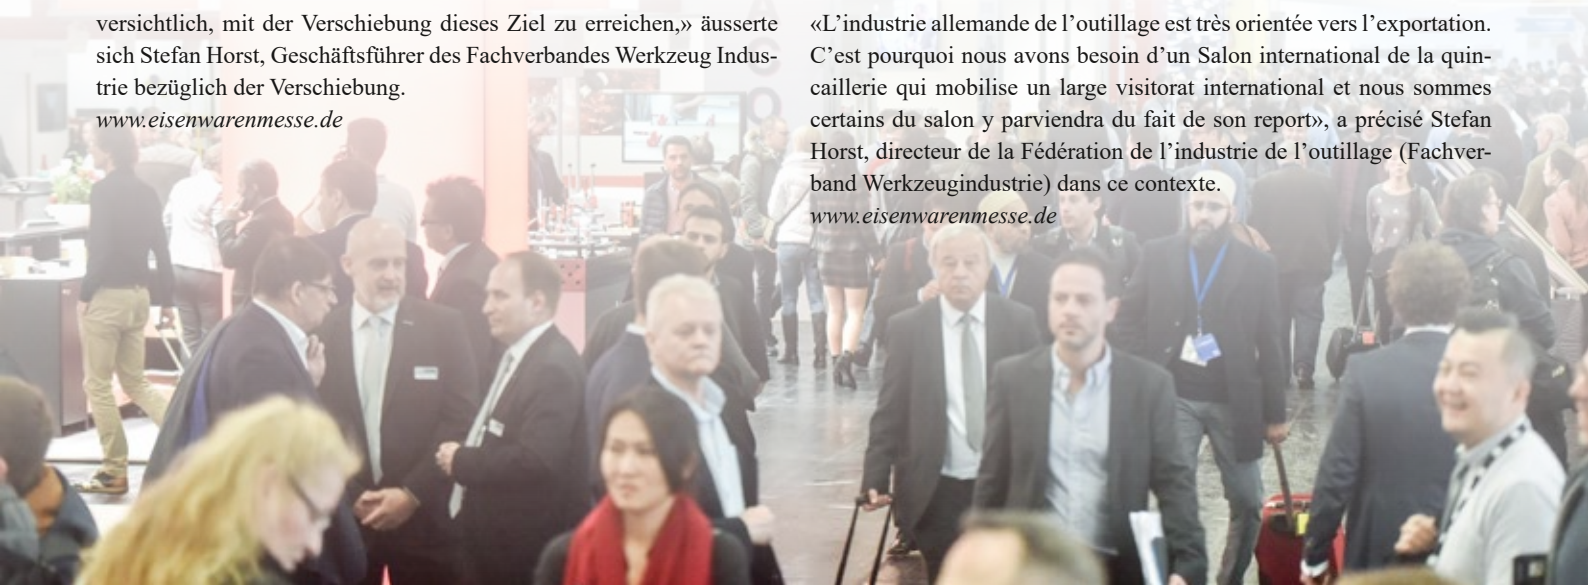 versichtlich, mit der Verschiebung dieses Ziel zu erreichen,» äusserte
sich Stefan Horst, Geschäftsführer des Fachverbandes Werkzeug Indus-
trie bezüglich der Verschiebung.
www.eisenwarenmesse.de
«L’industrie allemande de l’outillage est très orientée vers l’exportation.
C’est pourquoi nous avons besoin d’un Salon international de la quin-
caillerie qui mobilise un large visitorat international et nous sommes
certains du salon y parviendra du fait de son report», a précisé Stefan
Horst, directeur de la Fédération de l’industrie de l’outillage (Fachver-
band Werkzeugindustrie) dans ce contexte.
www.eisenwarenmesse.de